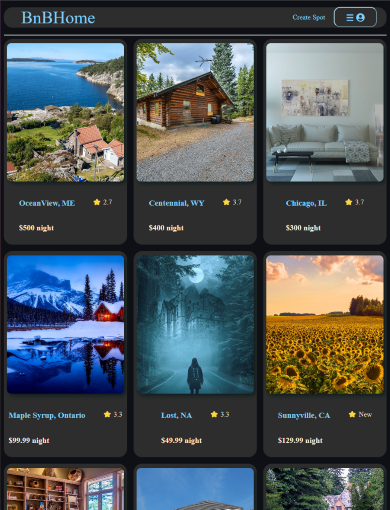 BnBHome
Create Spot
OceanView, ME 2.7
$500 night
Centennial, WY 3.7
$400 night
Chicago, IL 3.7
$300 night
Maple Syrup, Ontario 3.3
$99.99 night
Lost, NA 3.3
$49.99 night
Sunnyville, CA New
$129.99 night